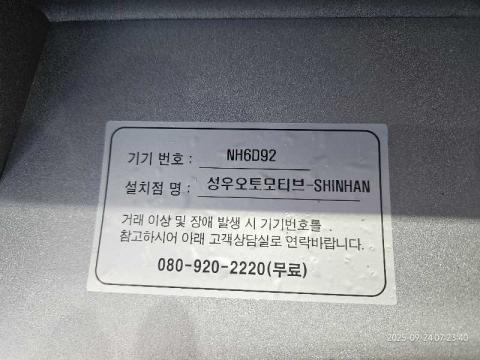 기기 번호 : NH6D92
설치점 명 : 성우오토모티브-SHINHAN
거래 이상 및 장애 발생 시 기기번호를
참고하시어 아래 고객상담실로 연락바랍니다.
080-920-2220(무료)
2025-09-24 07:23:40